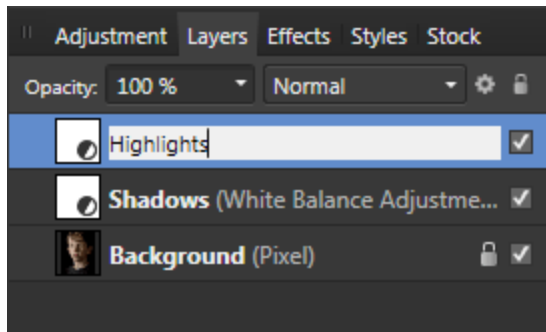 Adjustment Layers Effects Styles Stock
Opacity: 100 % Normal
Highlights
Shadows (White Balance Adjustme...
Background (Pixel)